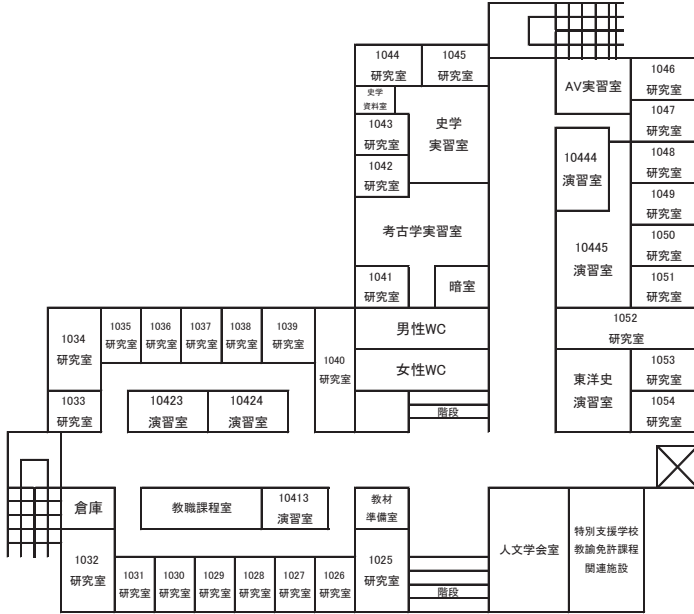 1044
研究室
1045
研究室
史学
資料室
1043
研究室
史学
実習室
1042
研究室
考古学実習室
1041
研究室
暗室
AV実習室
1046
研究室
1047
研究室
10444
演習室
1048
研究室
1049
研究室
10445
演習室
1050
研究室
1051
研究室
1052
研究室
東洋史
演習室
1053
研究室
1054
研究室
1034
研究室
1035
研究室
1036
研究室
1037
研究室
1038
研究室
1039
研究室
1040
研究室
男性WC
女性WC
階段
1033
研究室
10423
演習室
10424
演習室
倉庫
教職課程室
10413
演習室
教材
準備室
1032
研究室
1031
研究室
1030
研究室
1029
研究室
1028
研究室
1027
研究室
1026
研究室
1025
研究室
階段
人文学会室
特別支援学校
教諭免許課程
関連施設